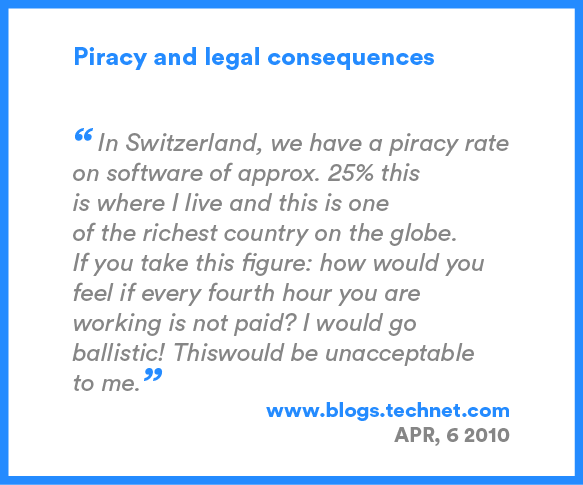 Piracy and legal consequences
“ In Switzerland, we have a piracy rate
on software of approx. 25% this
is where I live and this is one
of the richest country on the globe.
If you take this figure: how would you
feel if every fourth hour you are
working is not paid? I would go
ballistic! Thiswould be unacceptable
to me.”
www.blogs.technet.com
APR, 6 2010